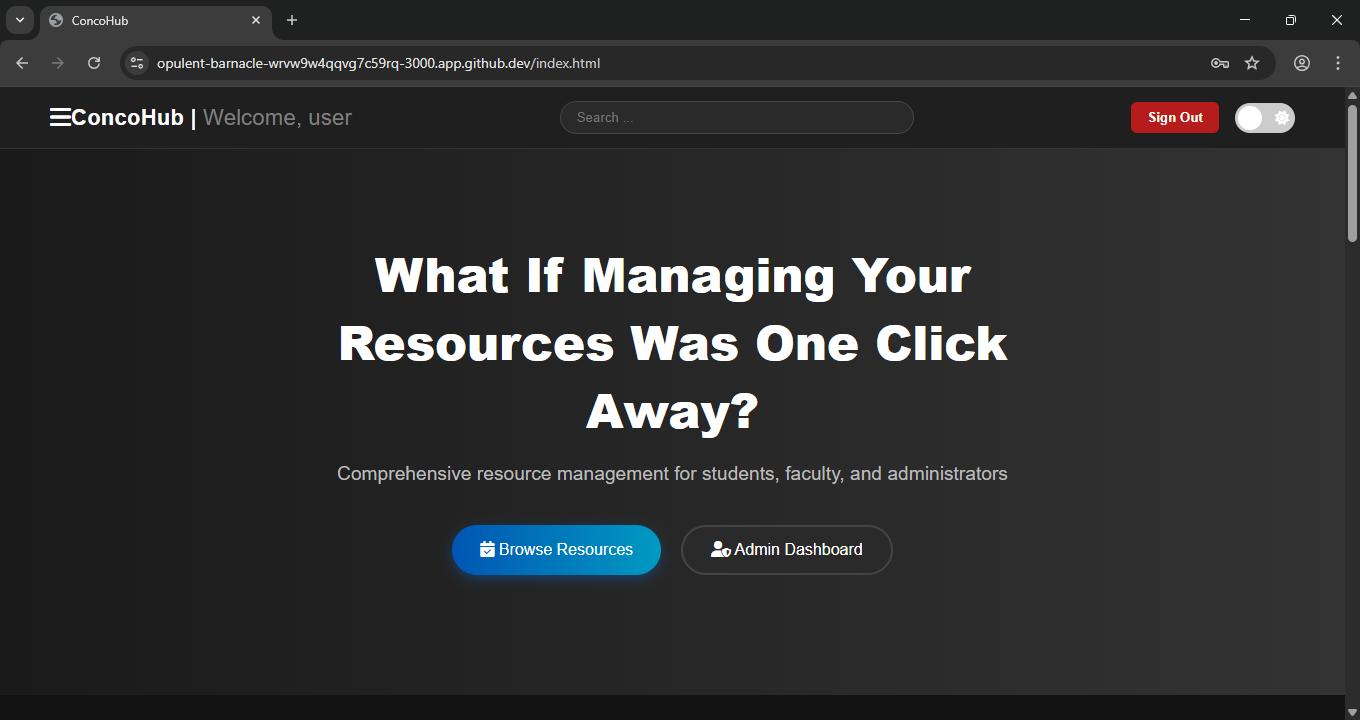 ConcoHub
opulent-barnacle-wrvw9w4qqvg7c59rq-3000.app.github.dev/index.html
ConcoHub | Welcome, user
Search ...
Sign Out
What If Managing Your
Resources Was One Click
Away?
Comprehensive resource management for students, faculty, and administrators
Browse Resources
Admin Dashboard